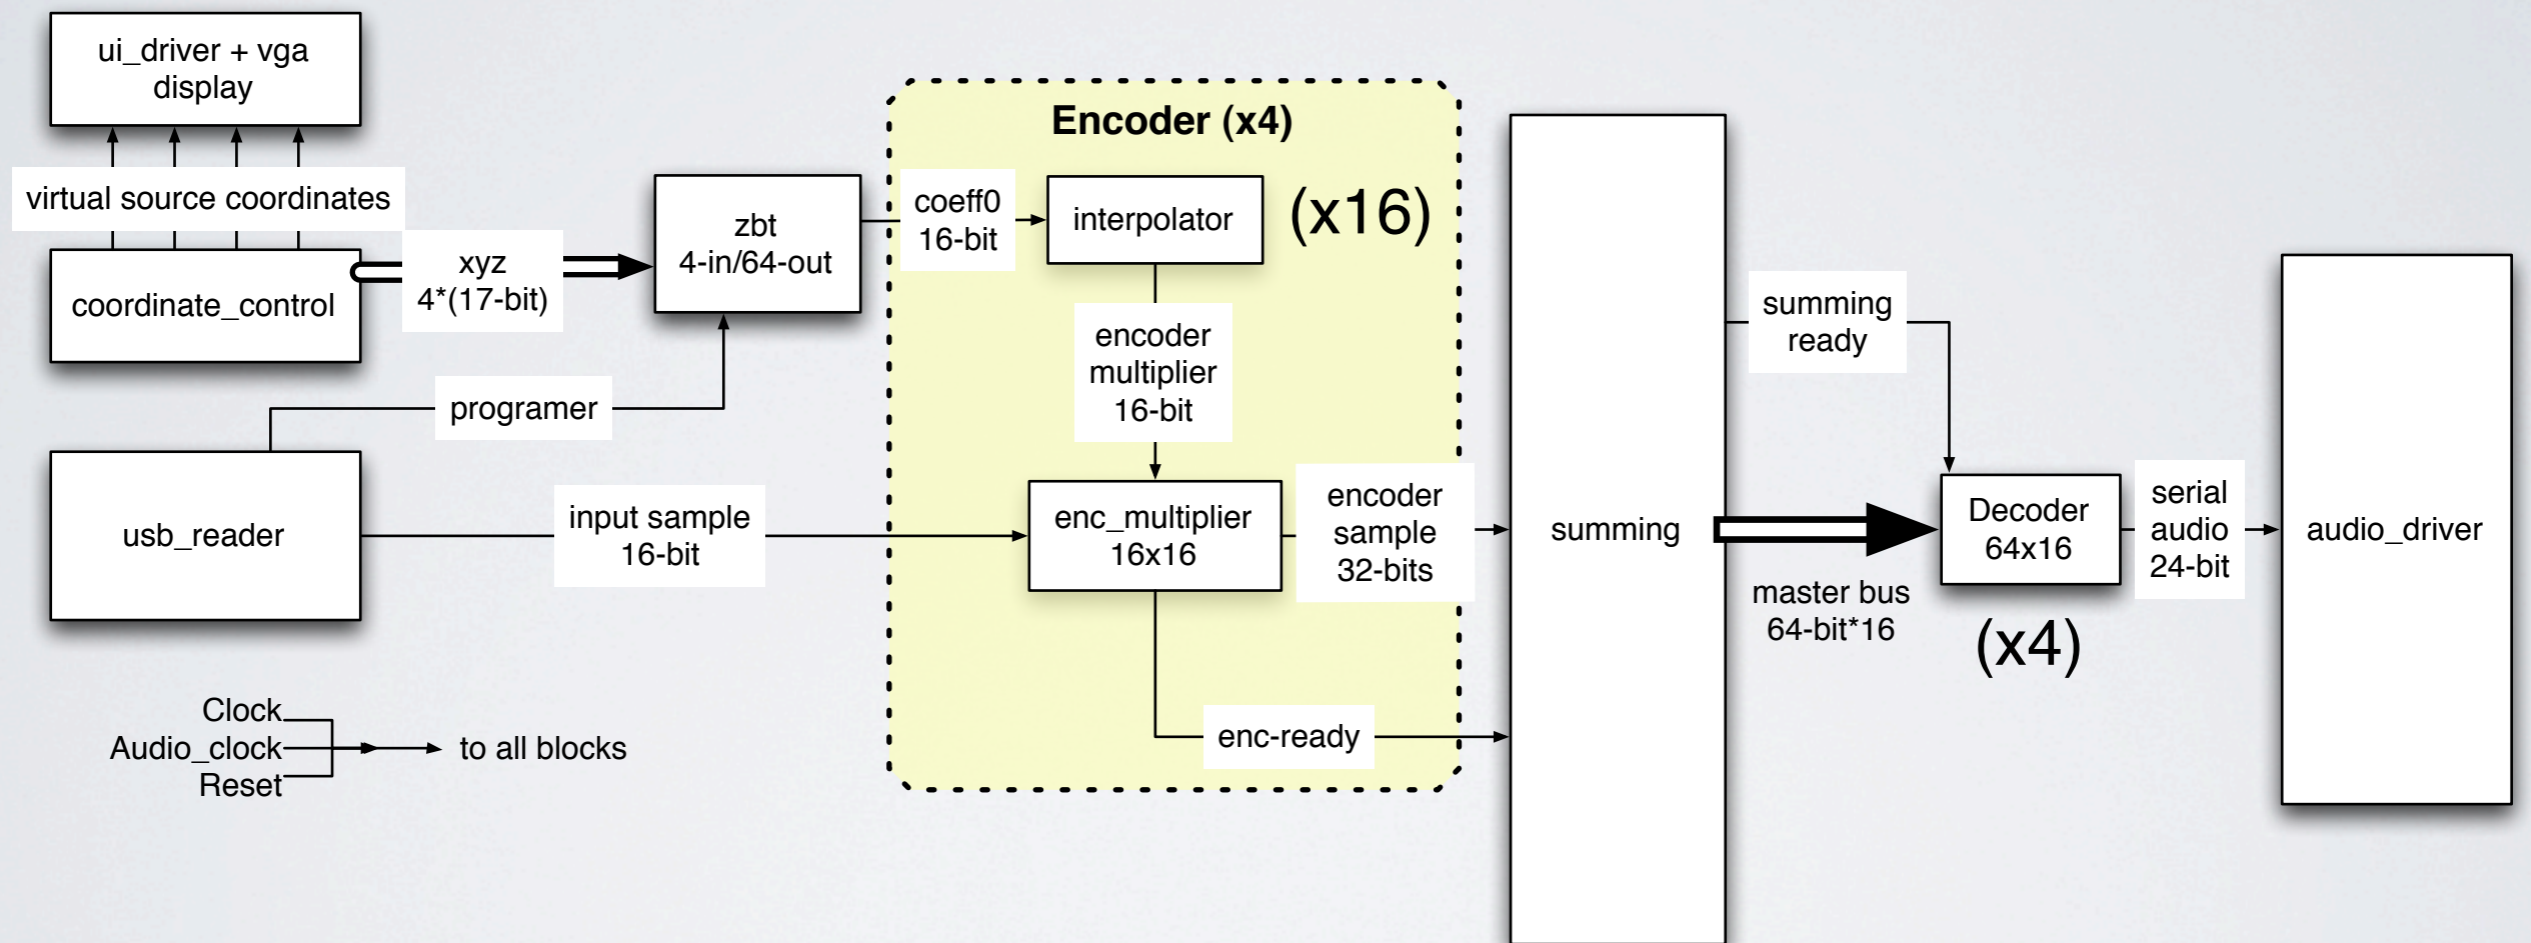 ui_driver + vga
display
virtual source coordinates
coordinate_control
xyz
4*(17-bit)
zbt
4-in/64-out
programer
usb_reader
input sample
16-bit
Clock
Audio_clock
Reset
to all blocks
Encoder (x4)
coeff0
16-bit
interpolator
(x16)
encoder
multiplier
16-bit
enc_multiplier
16x16
encoder
sample
32-bits
enc-ready
summing
summing
ready
master bus
64-bit*16
Decoder
64x16
(x4)
serial
audio
24-bit
audio_driver